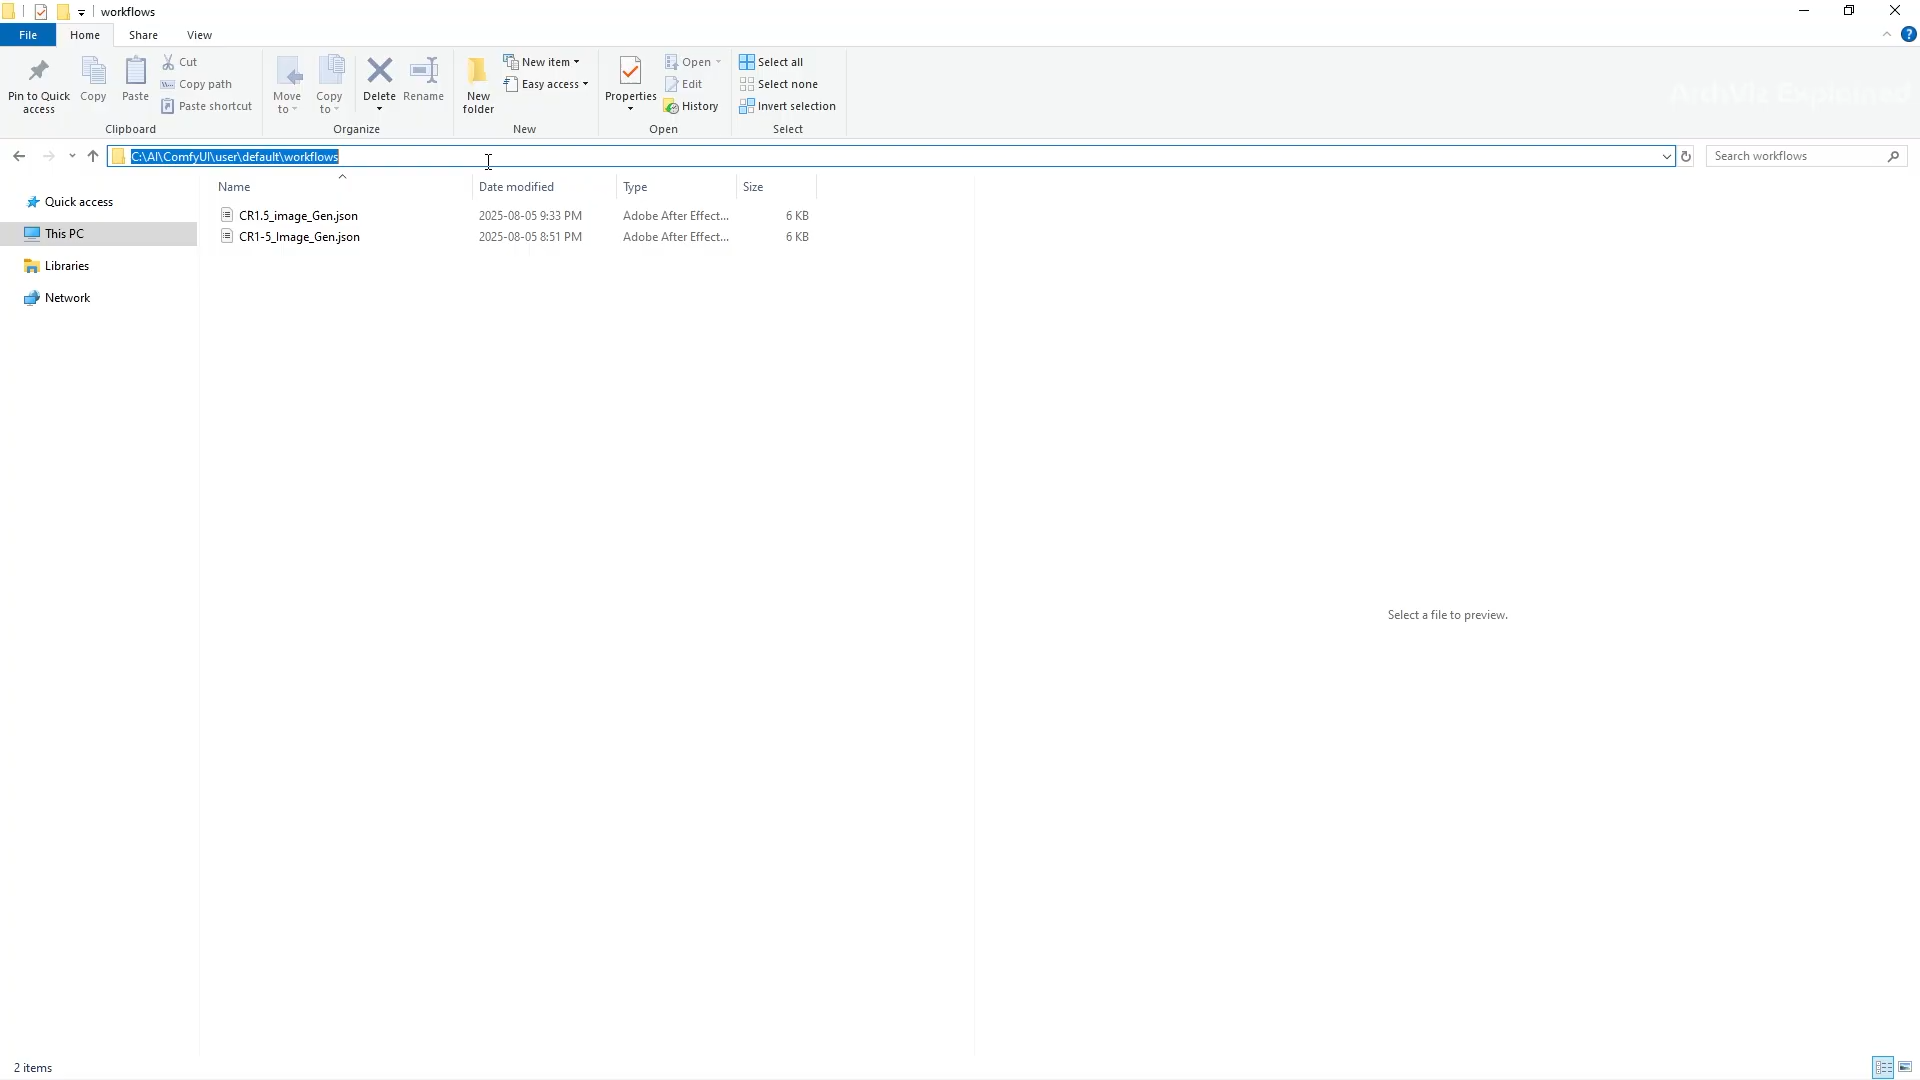 workflows
File Home Share View
Pin to Quick access
Copy
Paste
Cut
Copy path
Paste shortcut
Clipboard
Move to
Copy to
Delete
Rename
Organize
New folder
New item
Easy access
New
Properties
Open
Edit
History
Open
Select all
Select none
Invert selection
Select
ArchViz Explained
C:\AI\ComfyUI\user\default\workflows
Search workflows
Quick access
This PC
Libraries
Network
Name Date modified Type Size
CR1.5_image_Gen.json 2025-08-05 9:33 PM Adobe After Effect... 6 KB
CR1-5_Image_Gen.json 2025-08-05 8:51 PM Adobe After Effect... 6 KB
Select a file to preview.
2 items